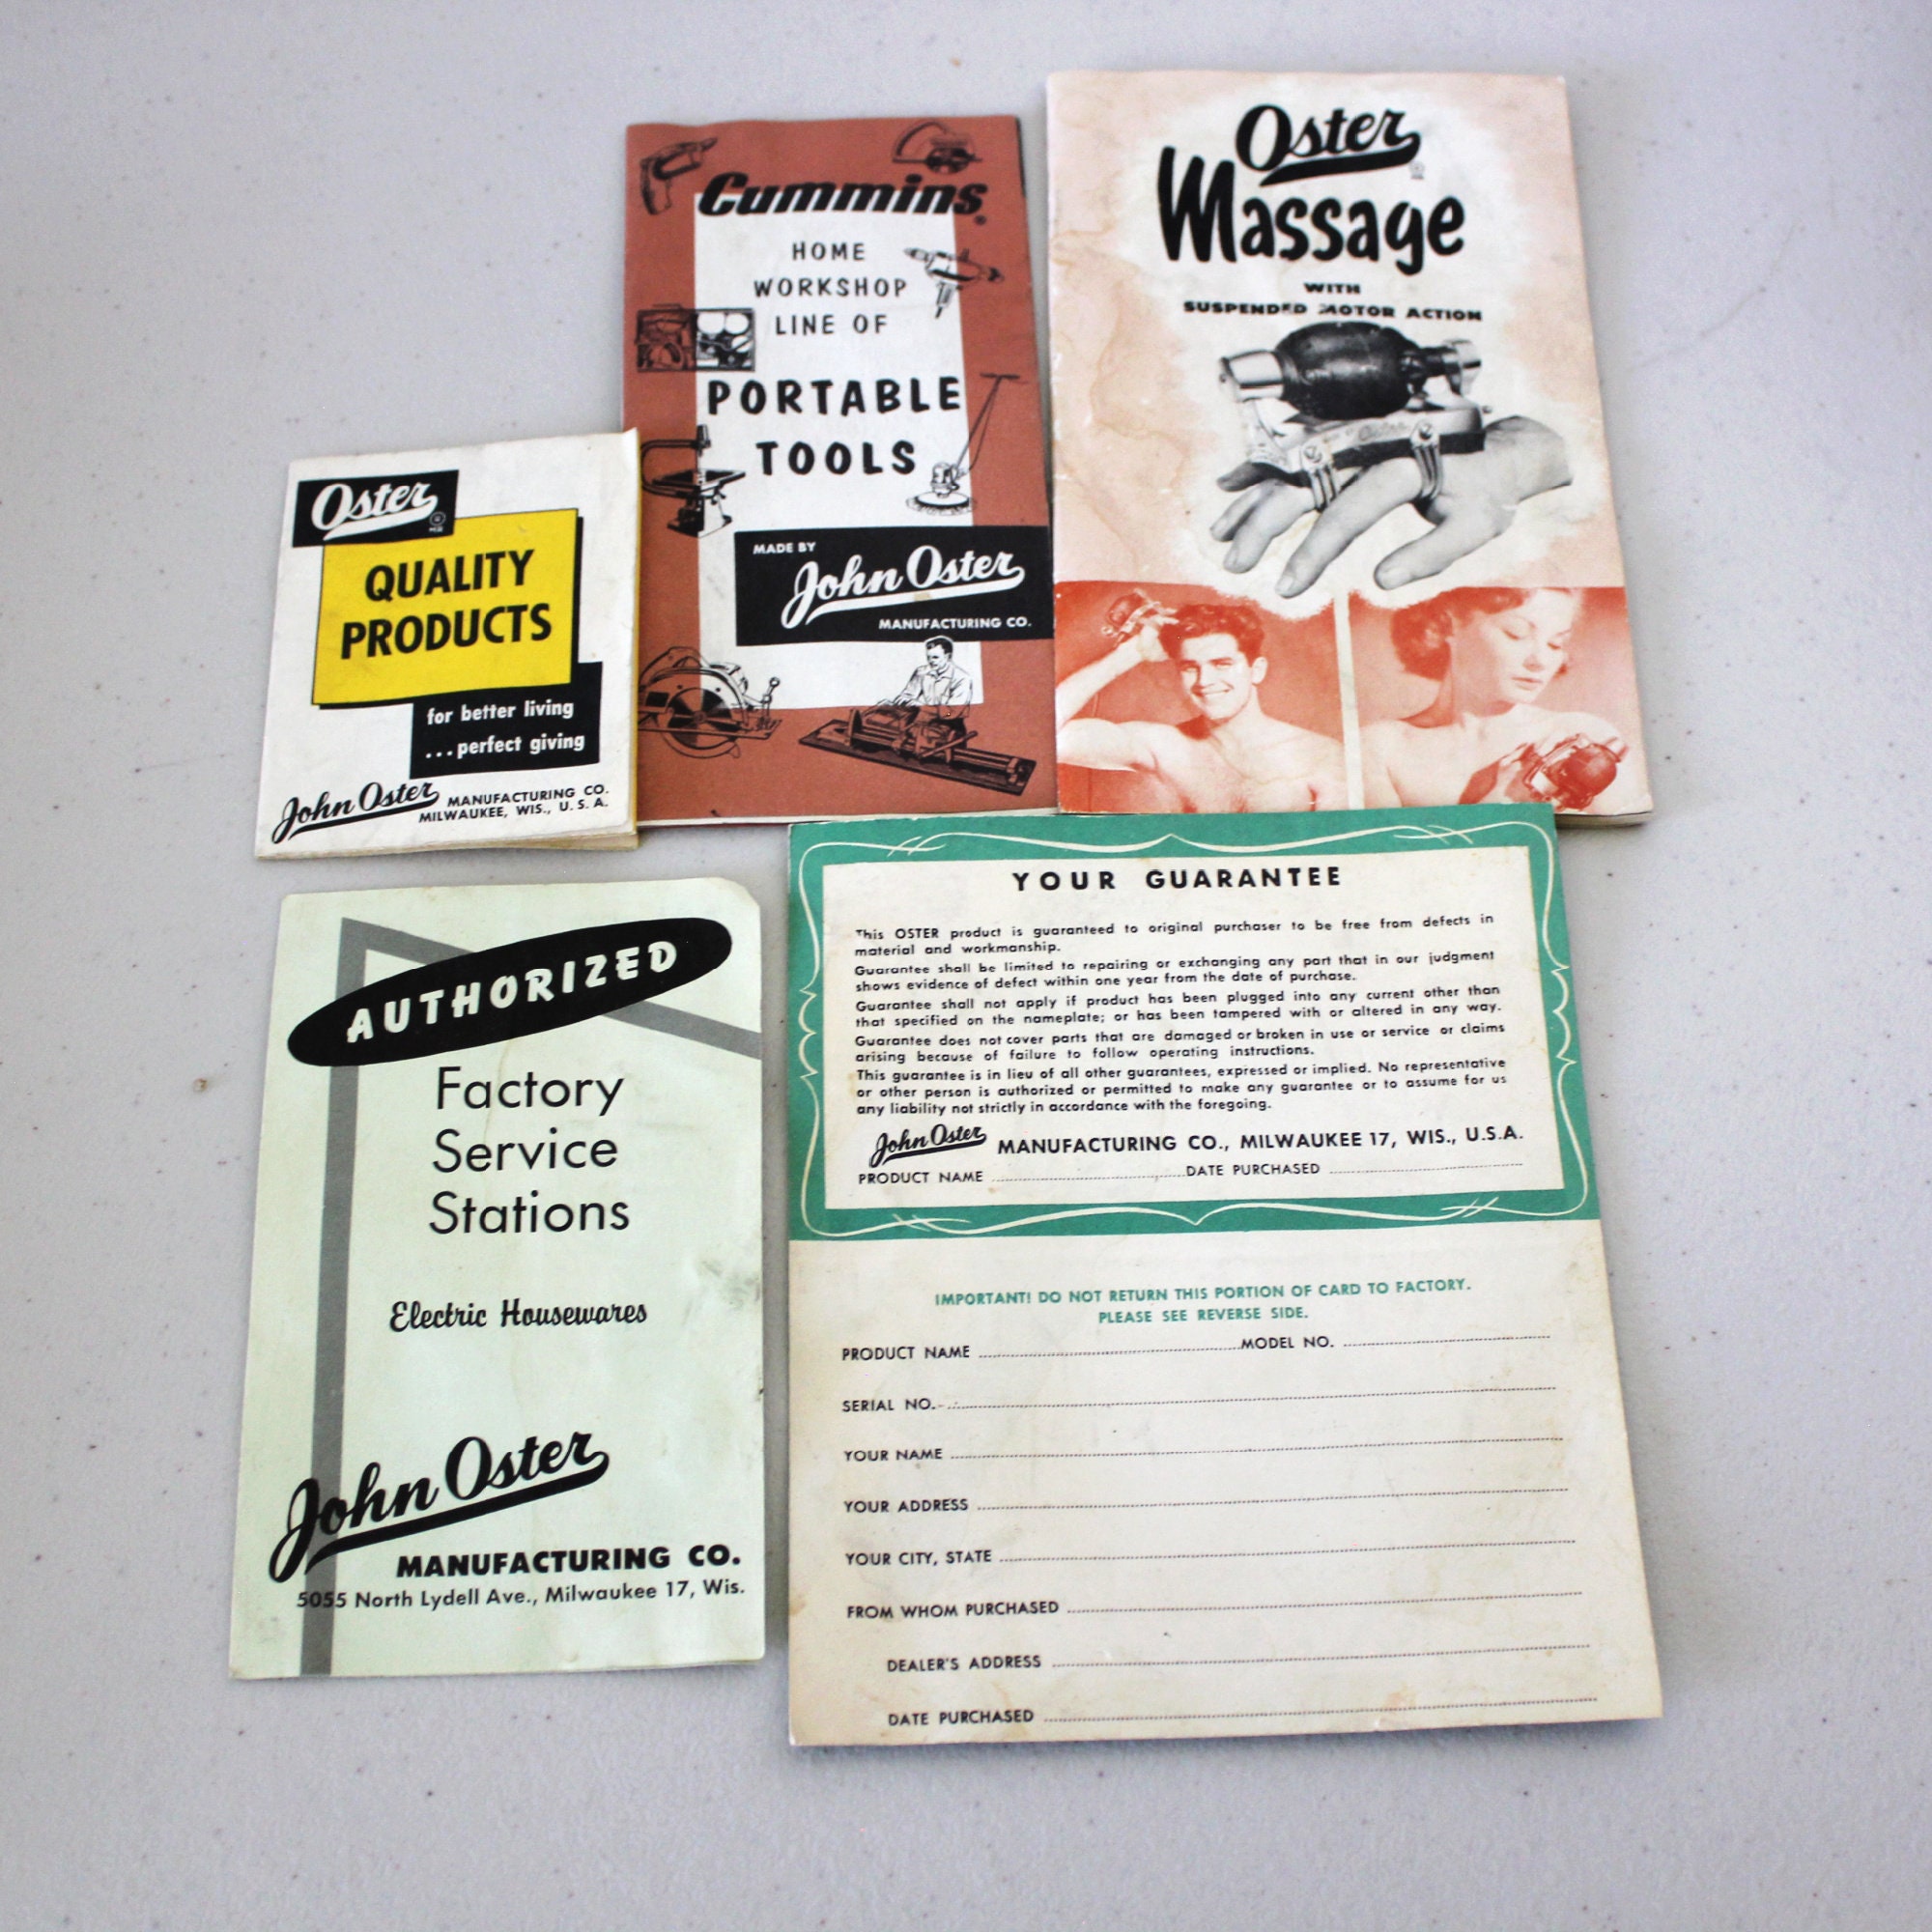 Oster
QUALITY
PRODUCTS
for better living
...perfect giving
John Oster MANUFACTURING CO.
MILWAUKEE, WIS., U.S.A.
Cummins
HOME
WORKSHOP
LINE OF
PORTABLE
TOOLS
MADE BY
John Oster
MANUFACTURING CO.
Oster
Massage
WITH
SUSPENDED MOTOR ACTION
AUTHORIZED
Factory
Service
Stations
Electric Housewares
John Oster
MANUFACTURING CO.
5055 North Lydell Ave., Milwaukee 17, Wis.
YOUR GUARANTEE
This OSTER product is guaranteed to original purchaser to be free from defects in
material and workmanship.
Guarantee shall be limited to repairing or exchanging any part that in our judgment
shows evidence of defect within one year from the date of purchase.
Guarantee shall not apply if product has been plugged into any current other than
that specified on the nameplate; or has been tampered with or altered in any way.
Guarantee does not cover parts that are damaged or broken in use or service or claims
arising because of failure to follow operating instructions.
This guarantee is in lieu of all other guarantees, expressed or implied. No representative
or other person is authorized or permitted to make any guarantee or to assume for us
any liability not strictly in accordance with the foregoing.
John Oster MANUFACTURING CO., MILWAUKEE 17, WIS., U.S.A.
PRODUCT NAME DATE PURCHASED
IMPORTANT! DO NOT RETURN THIS PORTION OF CARD TO FACTORY.
PLEASE SEE REVERSE SIDE.
PRODUCT NAME MODEL NO.
SERIAL NO.
YOUR NAME
YOUR ADDRESS
YOUR CITY, STATE
FROM WHOM PURCHASED
DEALER'S ADDRESS
DATE PURCHASED